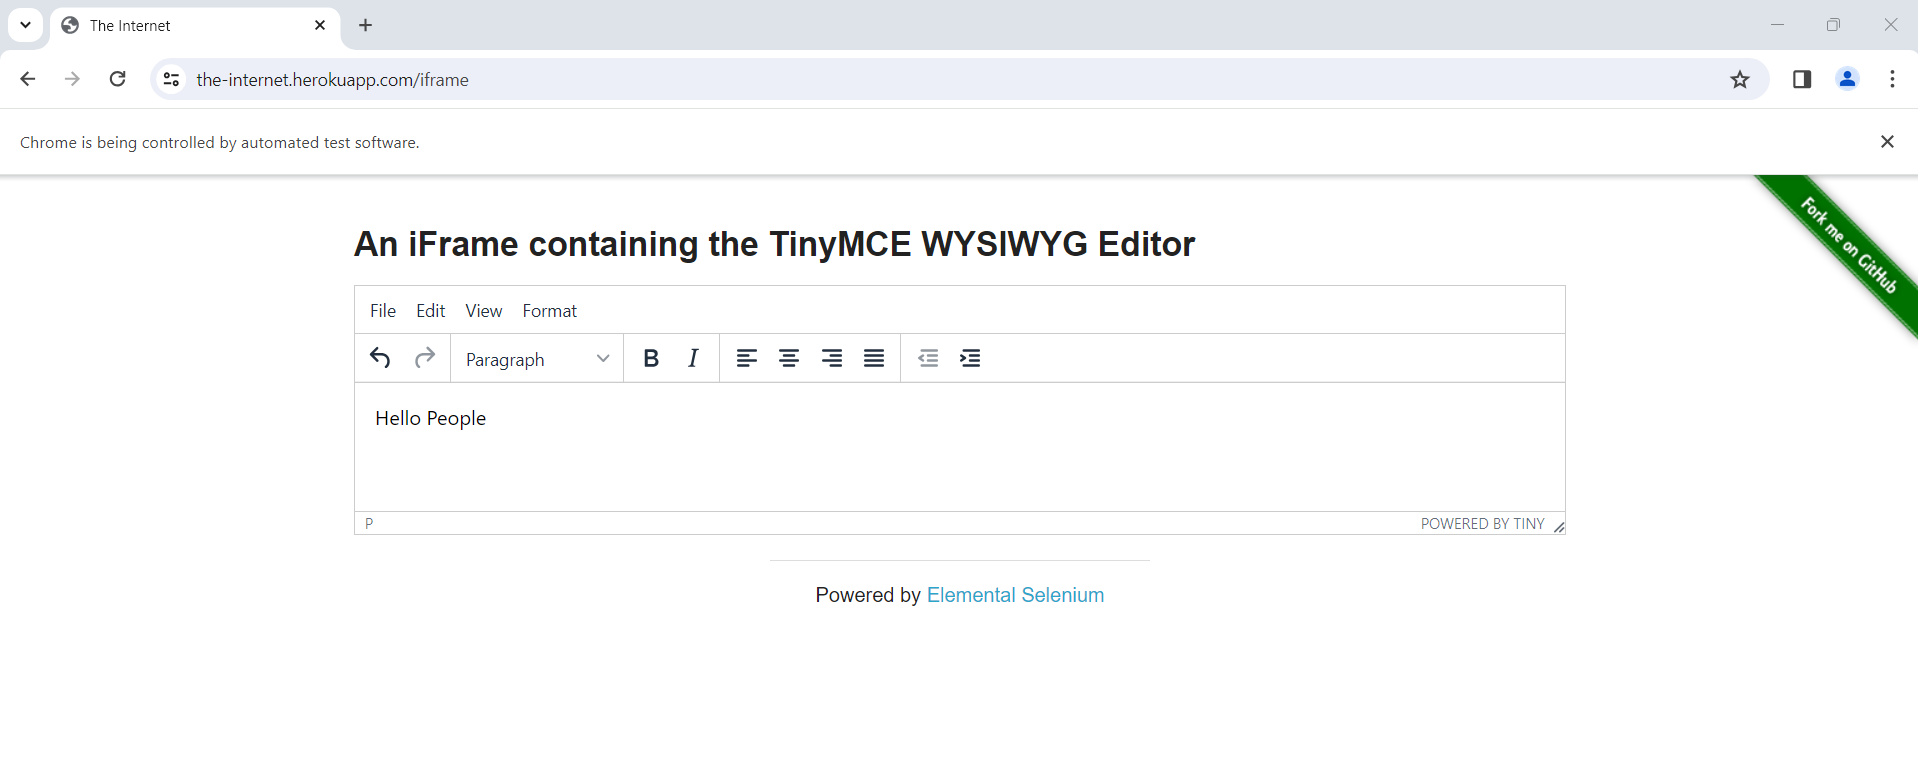 The Internet
the-internet.herokuapp.com/iframe
Chrome is being controlled by automated test software.
Fork me on GitHub
An iFrame containing the TinyMCE WYSIWYG Editor
File Edit View Format
Paragraph B I
Hello People
P POWERED BY TINY
Powered by Elemental Selenium